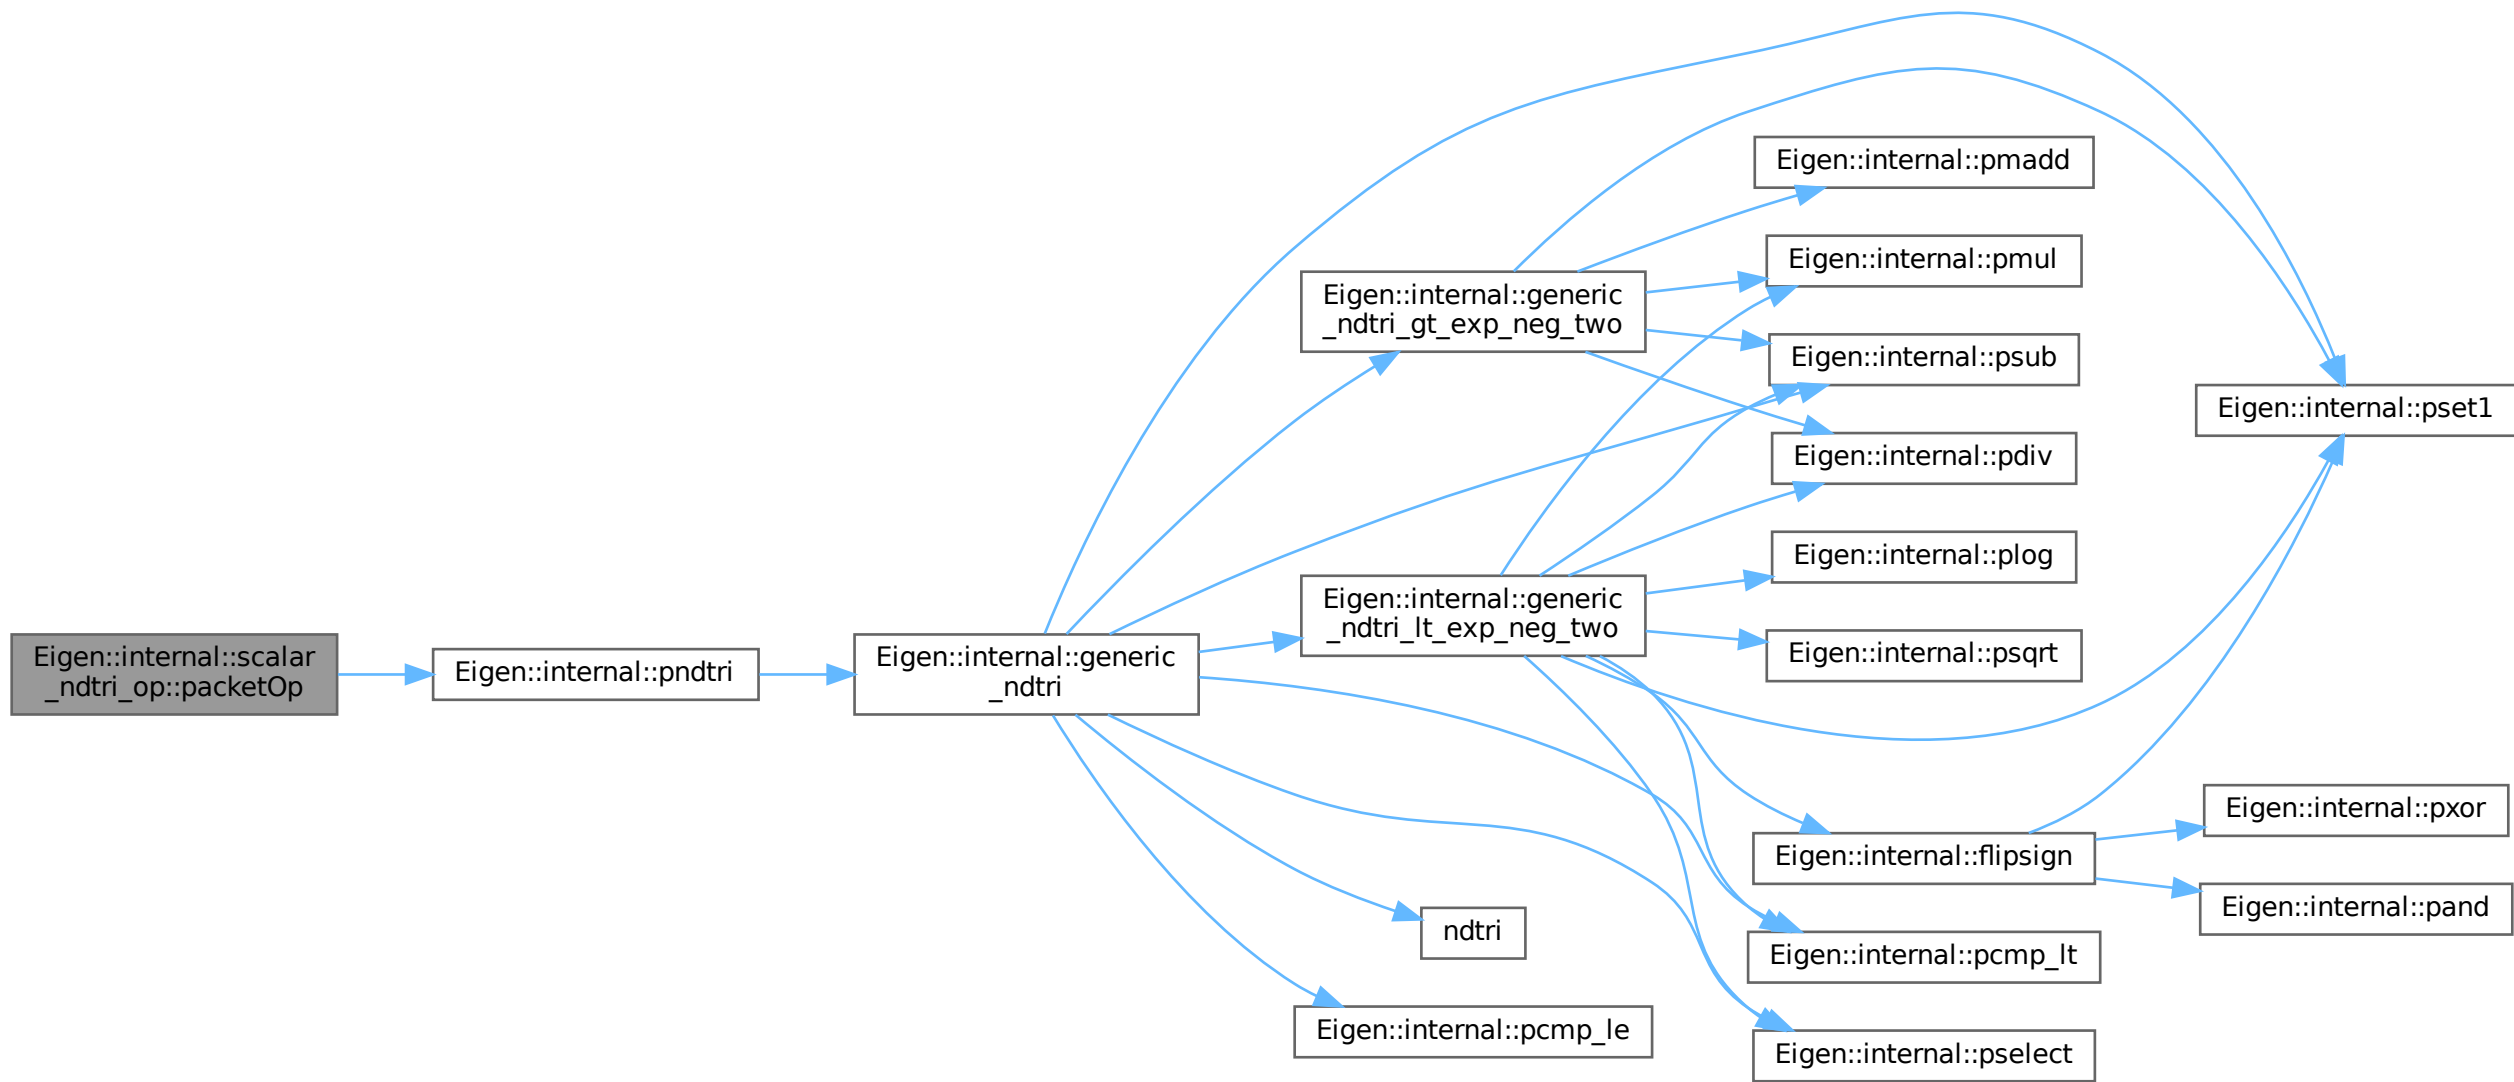 Eigen::internal::scalar
_ndtri_op::packetOp
Eigen::internal::pndtri
Eigen::internal::generic
_ndtri
Eigen::internal::generic
_ndtri_gt_exp_neg_two
Eigen::internal::generic
_ndtri_lt_exp_neg_two
ndtri
Eigen::internal::pcmp_le
Eigen::internal::pmadd
Eigen::internal::pmul
Eigen::internal::psub
Eigen::internal::pdiv
Eigen::internal::plog
Eigen::internal::psqrt
Eigen::internal::flipsign
Eigen::internal::pcmp_lt
Eigen::internal::pselect
Eigen::internal::pset1
Eigen::internal::pxor
Eigen::internal::pand